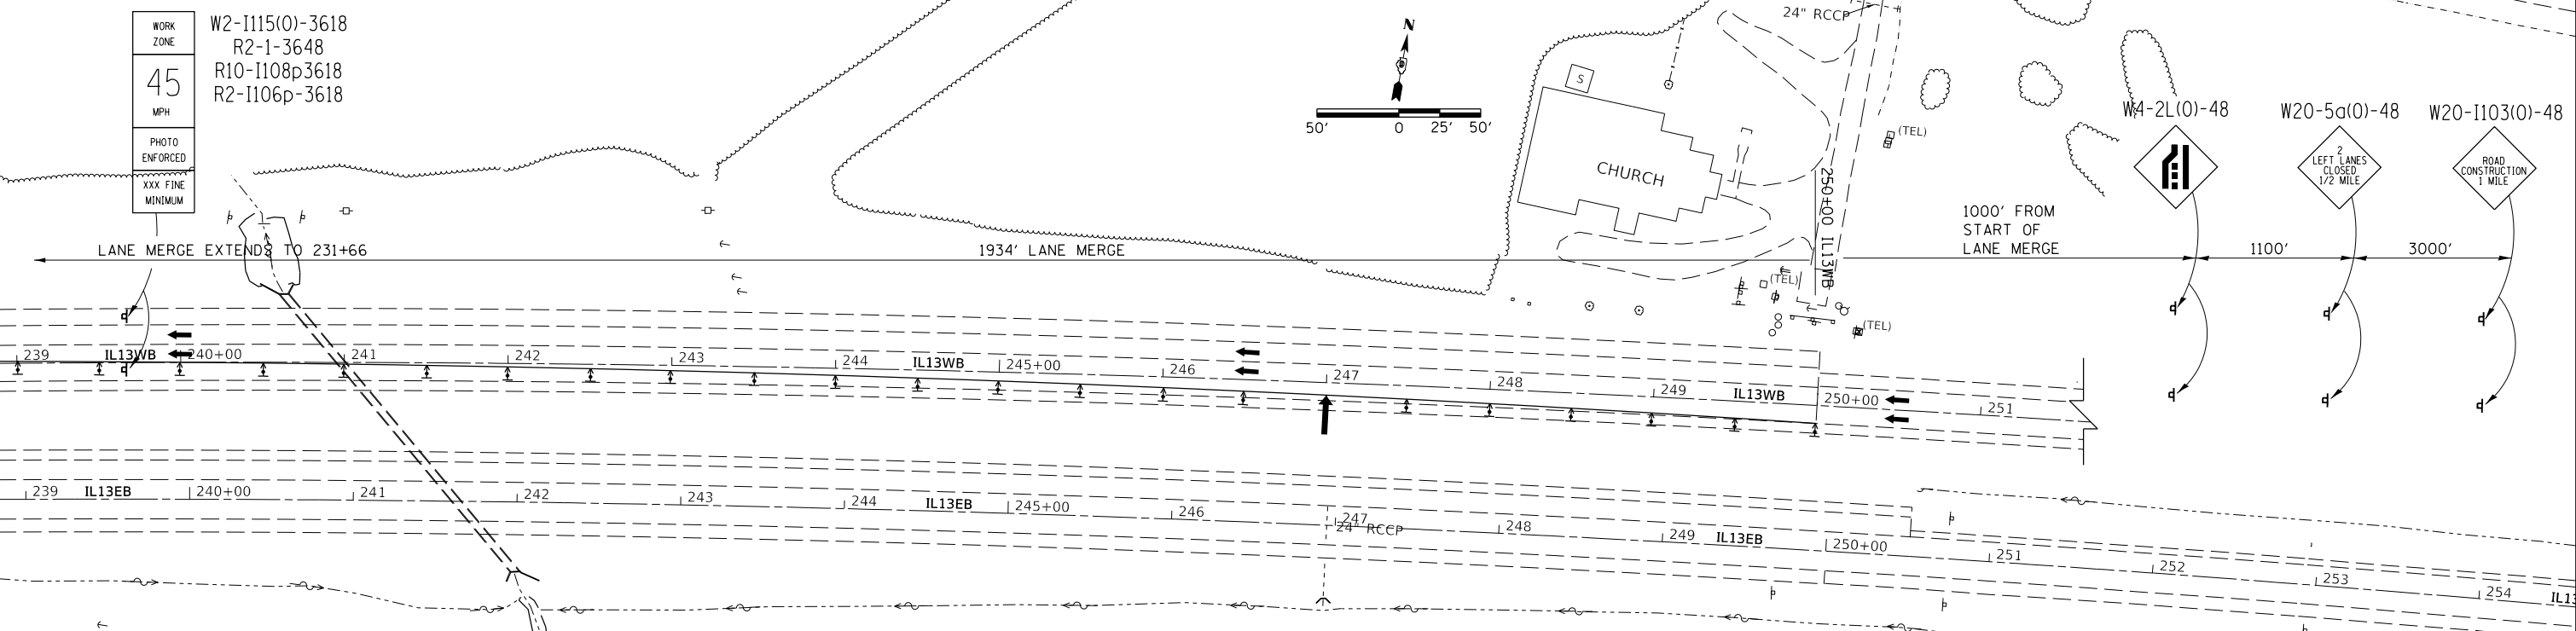 WORK
ZONE
45
MPH
PHOTO
ENFORCED
XXX FINE
MINIMUM
W2-I115(O)-3618
R2-1-3648
R10-I108p3618
R2-I106p-3618
N
50' 0 25' 50'
S
CHURCH
24" RCCP
(TEL)
250+00 IL13WB
(TEL)
(TEL)
W4-2L(O)-48
W20-5a(O)-48
2
LEFT LANES
CLOSED
1/2 MILE
W20-I103(O)-48
ROAD
CONSTRUCTION
1 MILE
1000' FROM
START OF
LANE MERGE
1100'
3000'
LANE MERGE EXTENDS TO 231+66
1934' LANE MERGE
239 IL13WB 240+00 241 242 243 244 IL13WB 245+00 246 247 248 249 IL13WB 250+00 251
239 IL13EB 240+00 241 242 243 244 IL13EB 245+00 246 247 248 249 IL13EB 250+00 251 252 253 254
24" RCCP